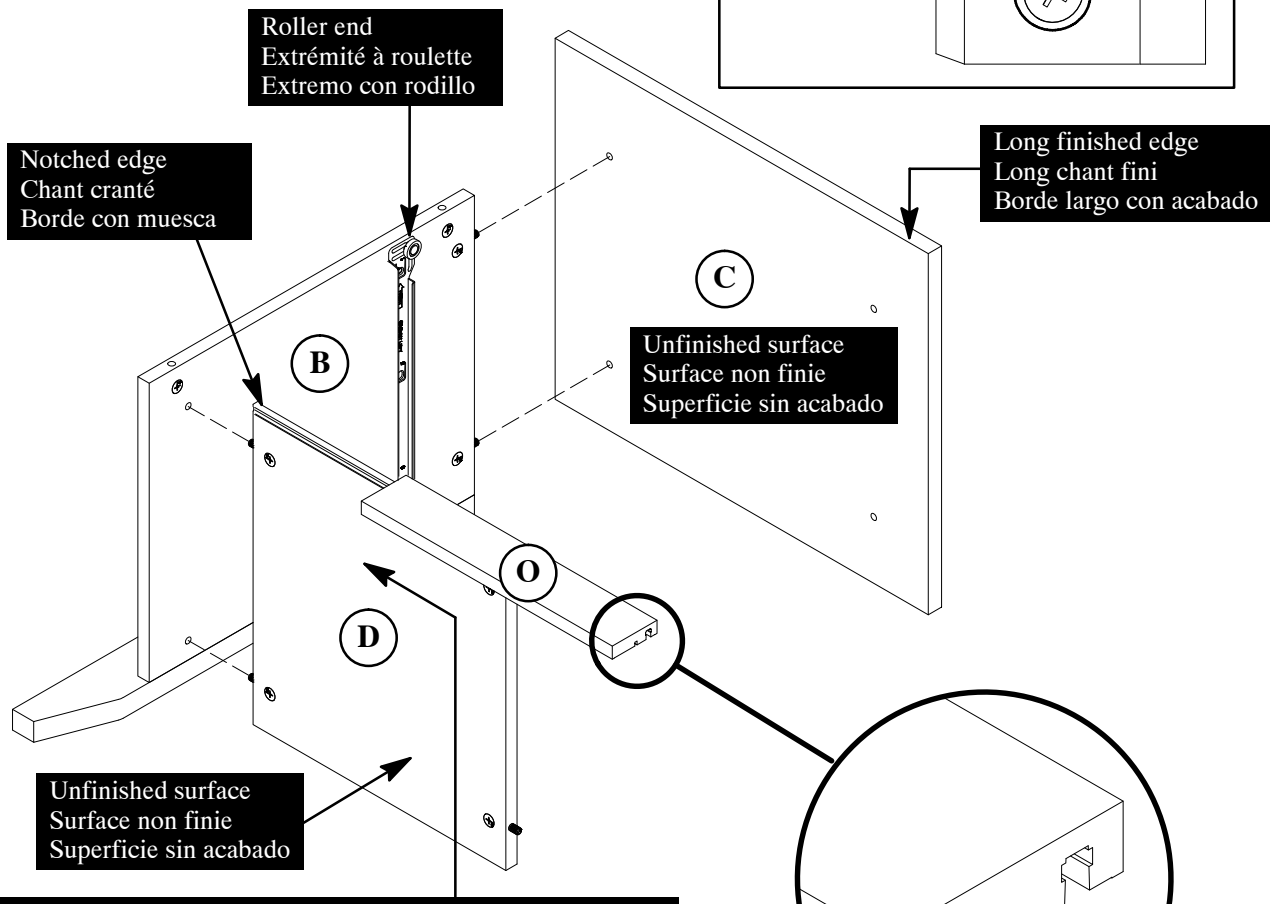 Roller end
Extrémité à roulette
Extremo con rodillo
Notched edge
Chant cranté
Borde con muesca
Long finished edge
Long chant fini
Borde largo con acabado
C
B
Unfinished surface
Surface non finie
Superficie sin acabado
O
D
Unfinished surface
Surface non finie
Superficie sin acabado